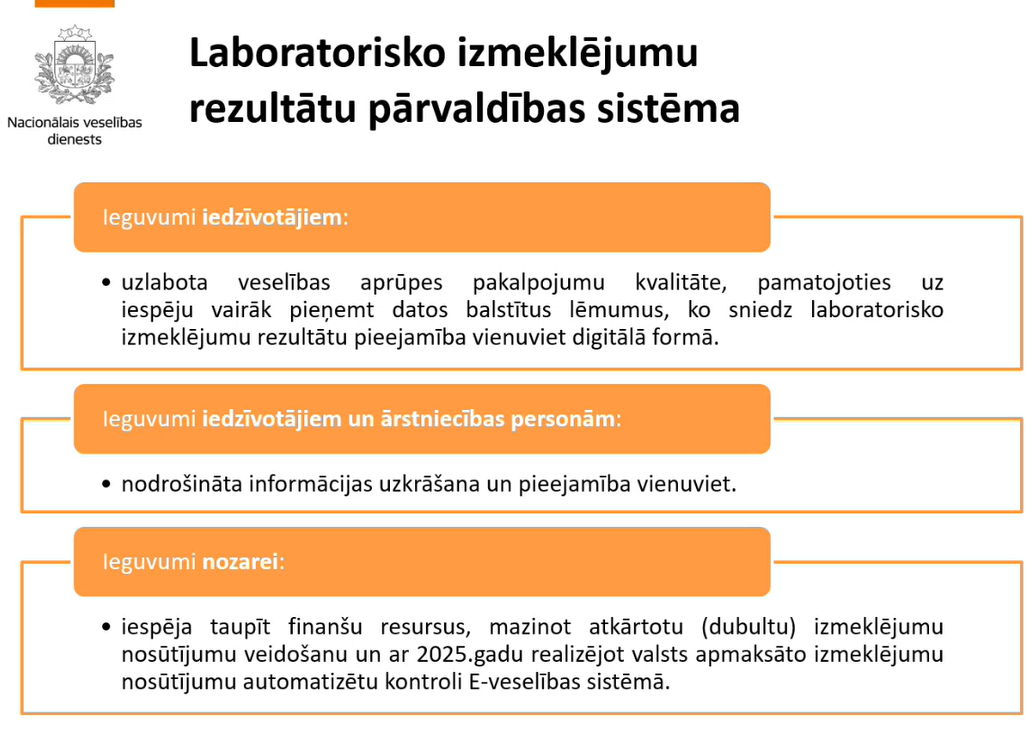 Nacionālais veselības
dienests
Laboratorisko izmeklējumu
rezultātu pārvaldības sistēma
Ieguvumi iedzīvotājiem:
• uzlabota veselības aprūpes pakalpojumu kvalitāte, pamatojoties uz
iespēju vairāk pieņemt datos balstītus lēmumus, ko sniedz laboratorisko
izmeklējumu rezultātu pieejamība vienuviet digitālā formā.
Ieguvumi iedzīvotājiem un ārstniecības personām:
• nodrošināta informācijas uzkrāšana un pieejamība vienuviet.
Ieguvumi nozarei:
• iespēja taupīt finanšu resursus, mazinot atkārtotu (dubultu) izmeklējumu
nosūtījumu veidošanu un ar 2025.gadu realizējot valsts apmaksāto izmeklējumu
nosūtījumu automatizētu kontroli E-veselības sistēmā.